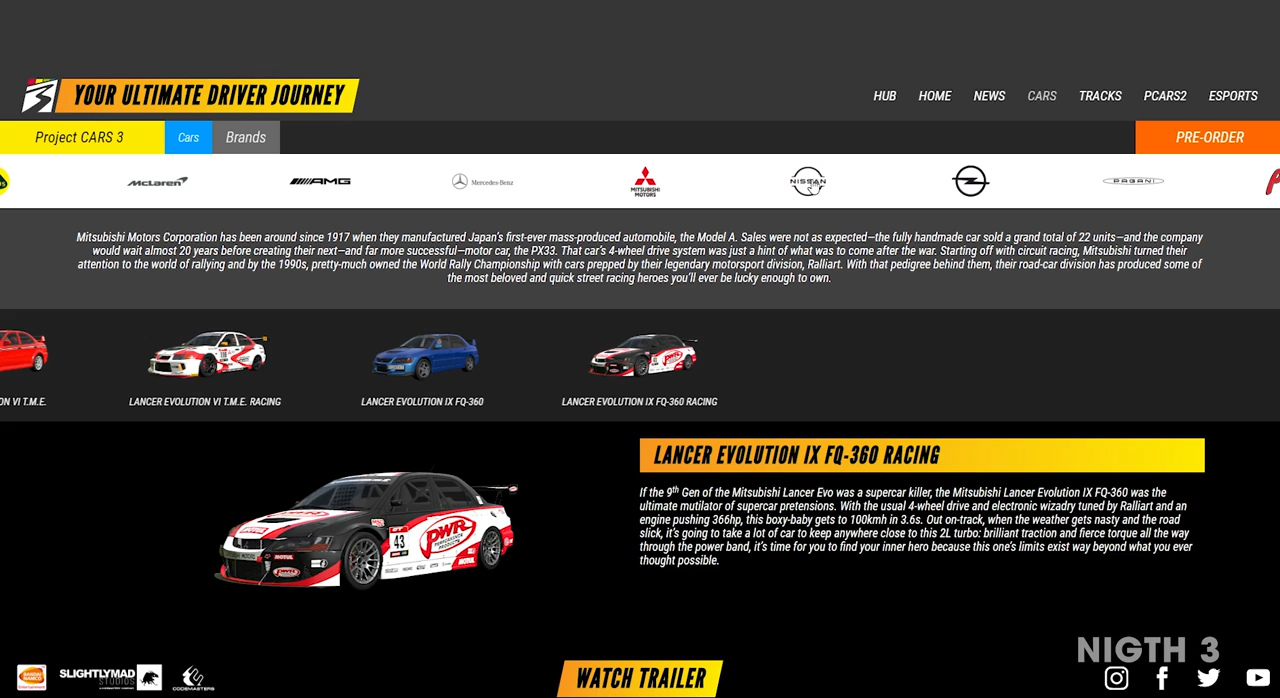 YOUR ULTIMATE DRIVER JOURNEY
HUB HOME NEWS CARS TRACKS PCARS2 ESPORTS
Project CARS 3 Cars Brands PRE-ORDER
McLaren AMG Mercedes-Benz MITSUBISHI MOTORS NISSAN PAGANI
Mitsubishi Motors Corporation has been around since 1917 when they manufactured Japan's first-ever mass-produced automobile, the Model A. Sales were not as expected—the fully handmade car sold a grand total of 22 units—and the company
would wait almost 20 years before creating their next—and far more successful—motor car, the PX33. That car's 4-wheel drive system was just a hint of what was to come after the war. Starting off with circuit racing, Mitsubishi turned their
attention to the world of rallying and by the 1990s, pretty-much owned the World Rally Championship with cars prepped by their legendary motorsport division, Ralliart. With that pedigree behind them, their road-car division has produced some of
the most beloved and quick street racing heroes you'll ever be lucky enough to own.
ON VI T.M.E. LANCER EVOLUTION VI T.M.E. RACING LANCER EVOLUTION IX FQ-360 LANCER EVOLUTION IX FQ-360 RACING
LANCER EVOLUTION IX FQ-360 RACING
If the 9th Gen of the Mitsubishi Lancer Evo was a supercar killer, the Mitsubishi Lancer Evolution IX FQ-360 was the
ultimate mutilator of supercar pretensions. With the usual 4-wheel drive and electronic wizadry tuned by Ralliart and an
engine pushing 366hp, this boxy-baby gets to 100kmh in 3.6s. Out on-track, when the weather gets nasty and the road
slick, it's going to take a lot of car to keep anywhere close to this 2L turbo: brilliant traction and fierce torque all the way
through the power band, it's time for you to find your inner hero because this one's limits exist way beyond what you ever
thought possible.
PWR
43
MOTUL
NIGTH 3
BANDAI NAMCO SLIGHTLYMAD STUDIOS CODEMASTERS
WATCH TRAILER